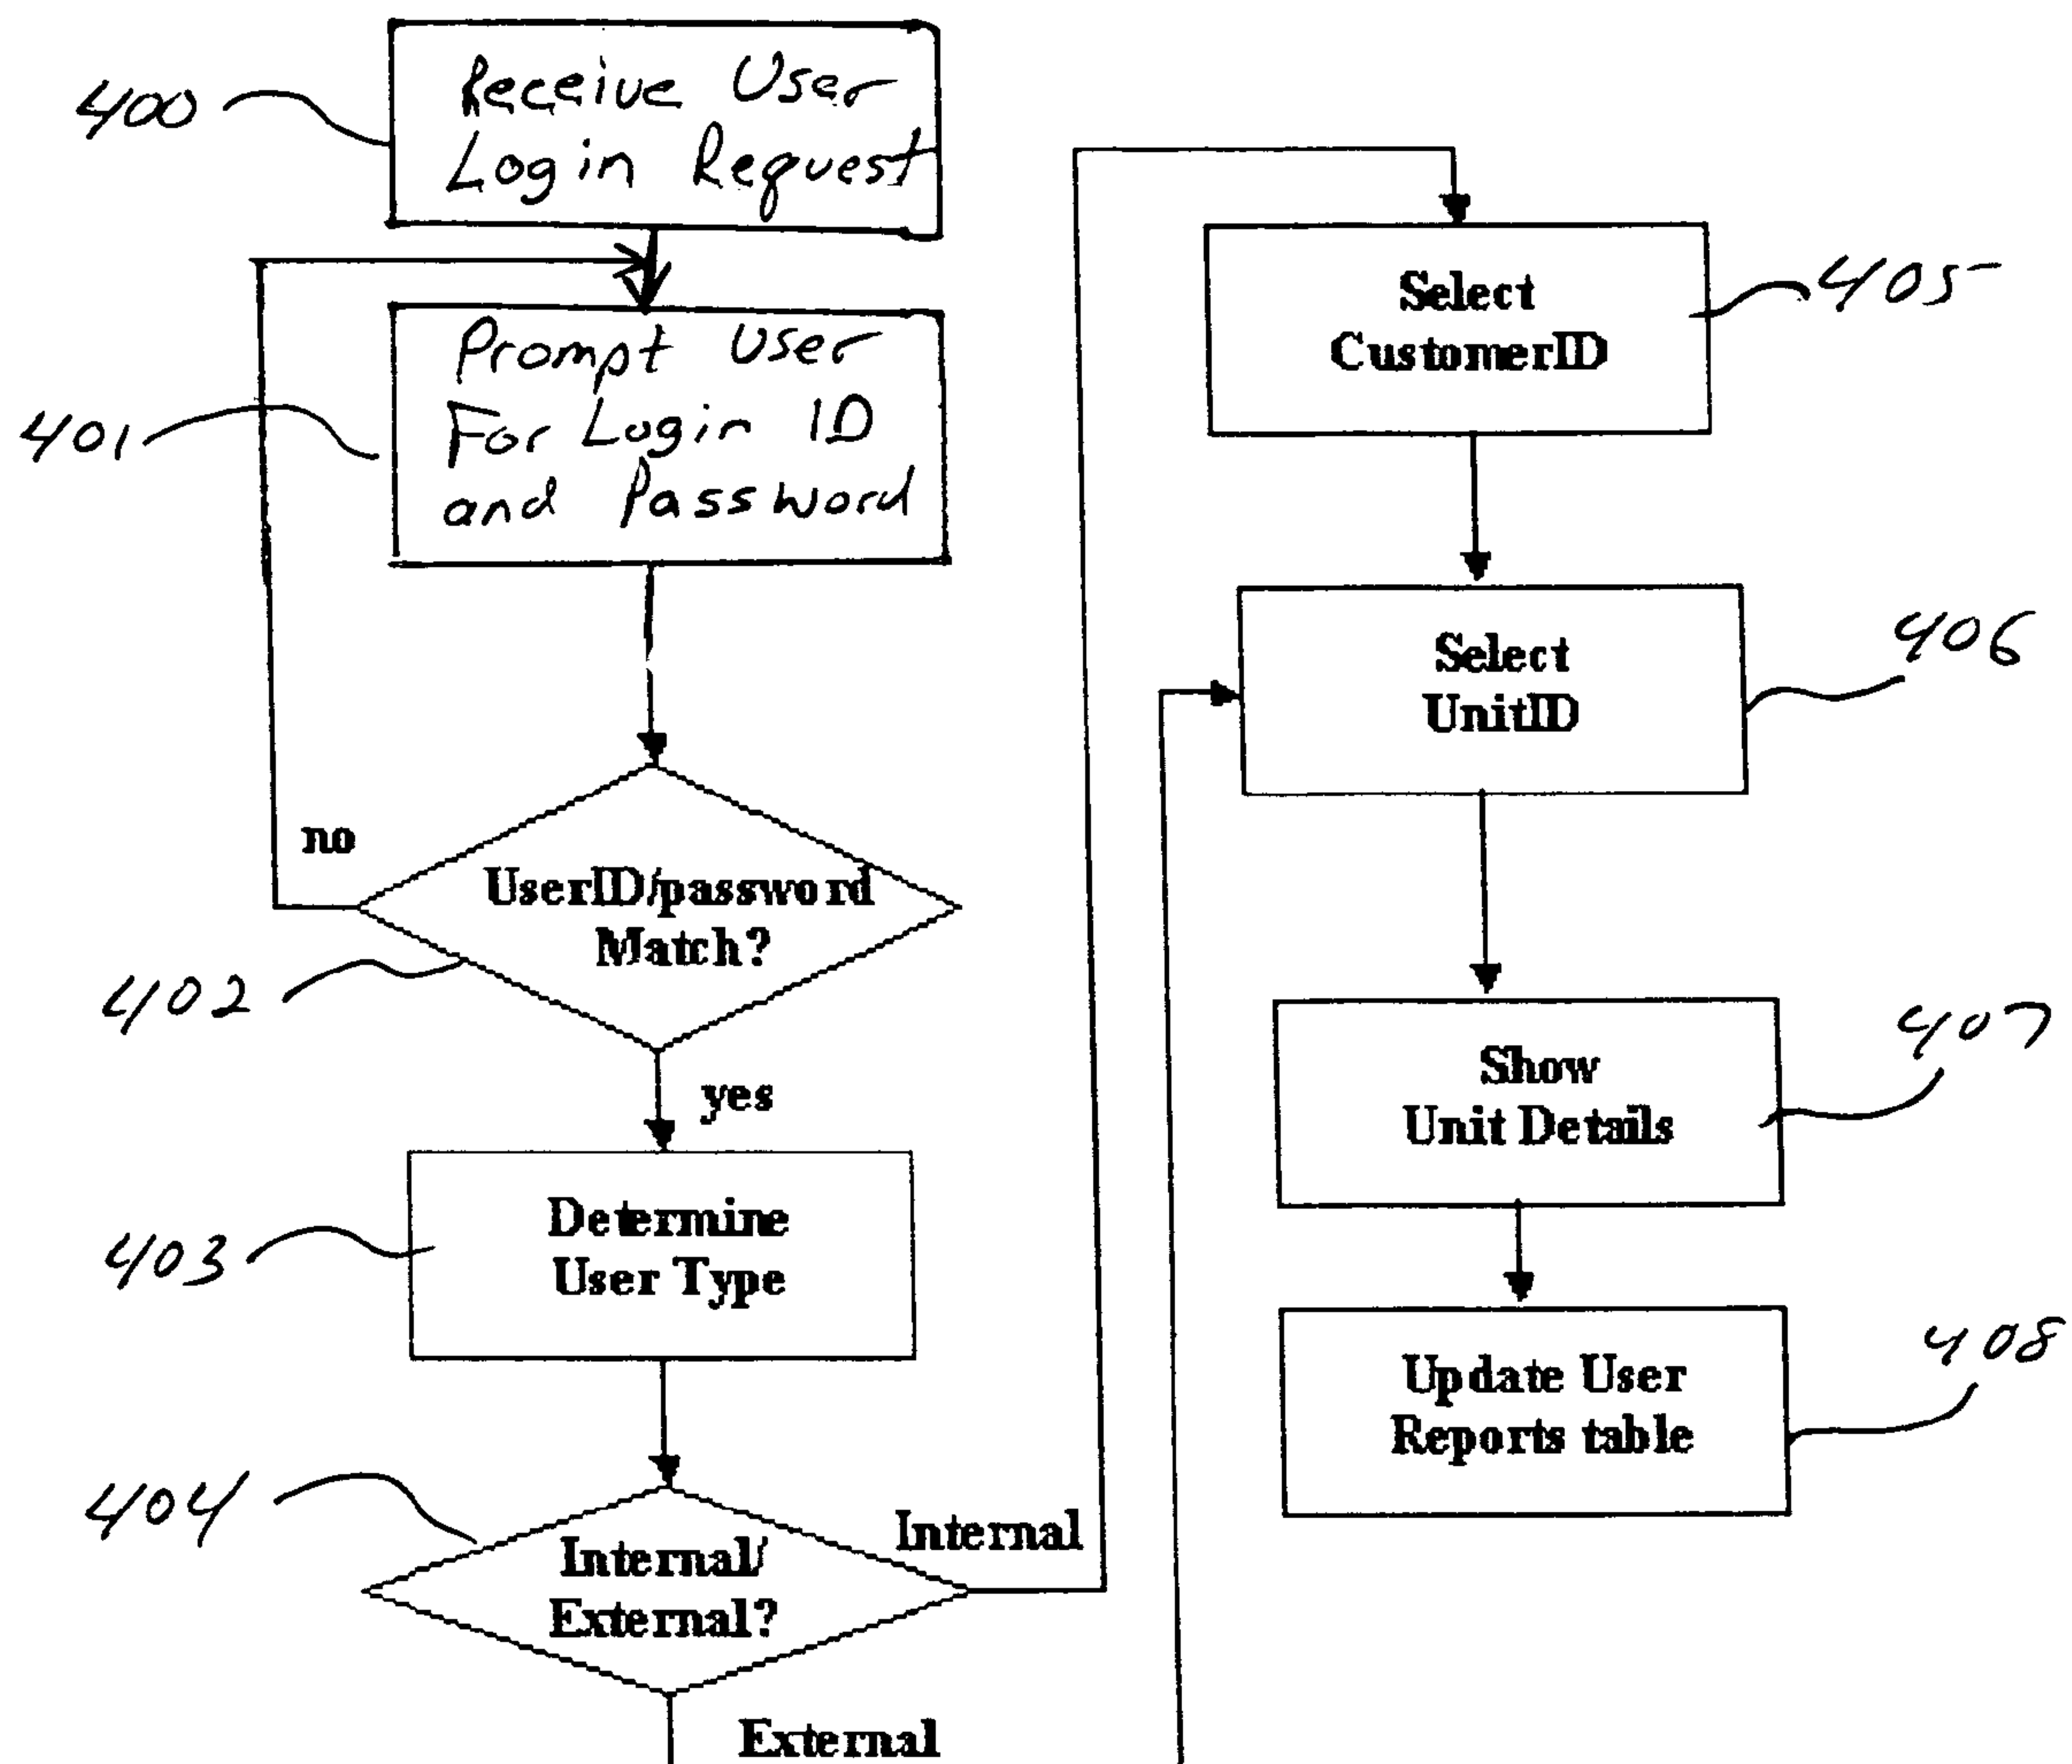 400
Receive User
Login Request
401
Prompt User
For Login ID
and Password
no
UserID/password
Match?
402
yes
403
Determine
User Type
404
Internal/
External?
Internal
External
405
Select
CustomerID
406
Select
UnitID
407
Show
Unit Details
408
Update User
Reports table